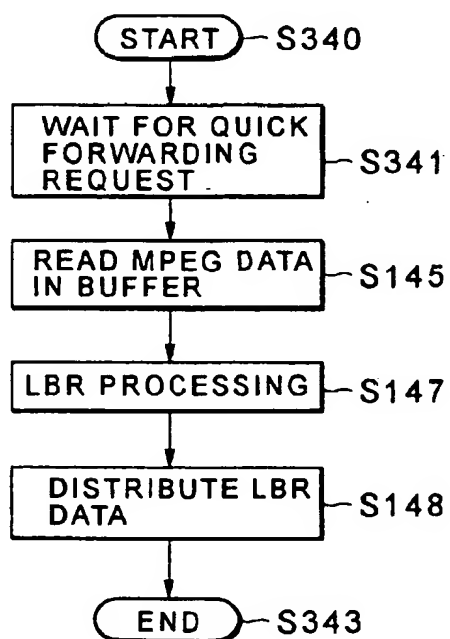 START S340
WAIT FOR QUICK
FORWARDING
REQUEST S341
READ MPEG DATA
IN BUFFER S145
LBR PROCESSING S147
DISTRIBUTE LBR
DATA S148
END S343